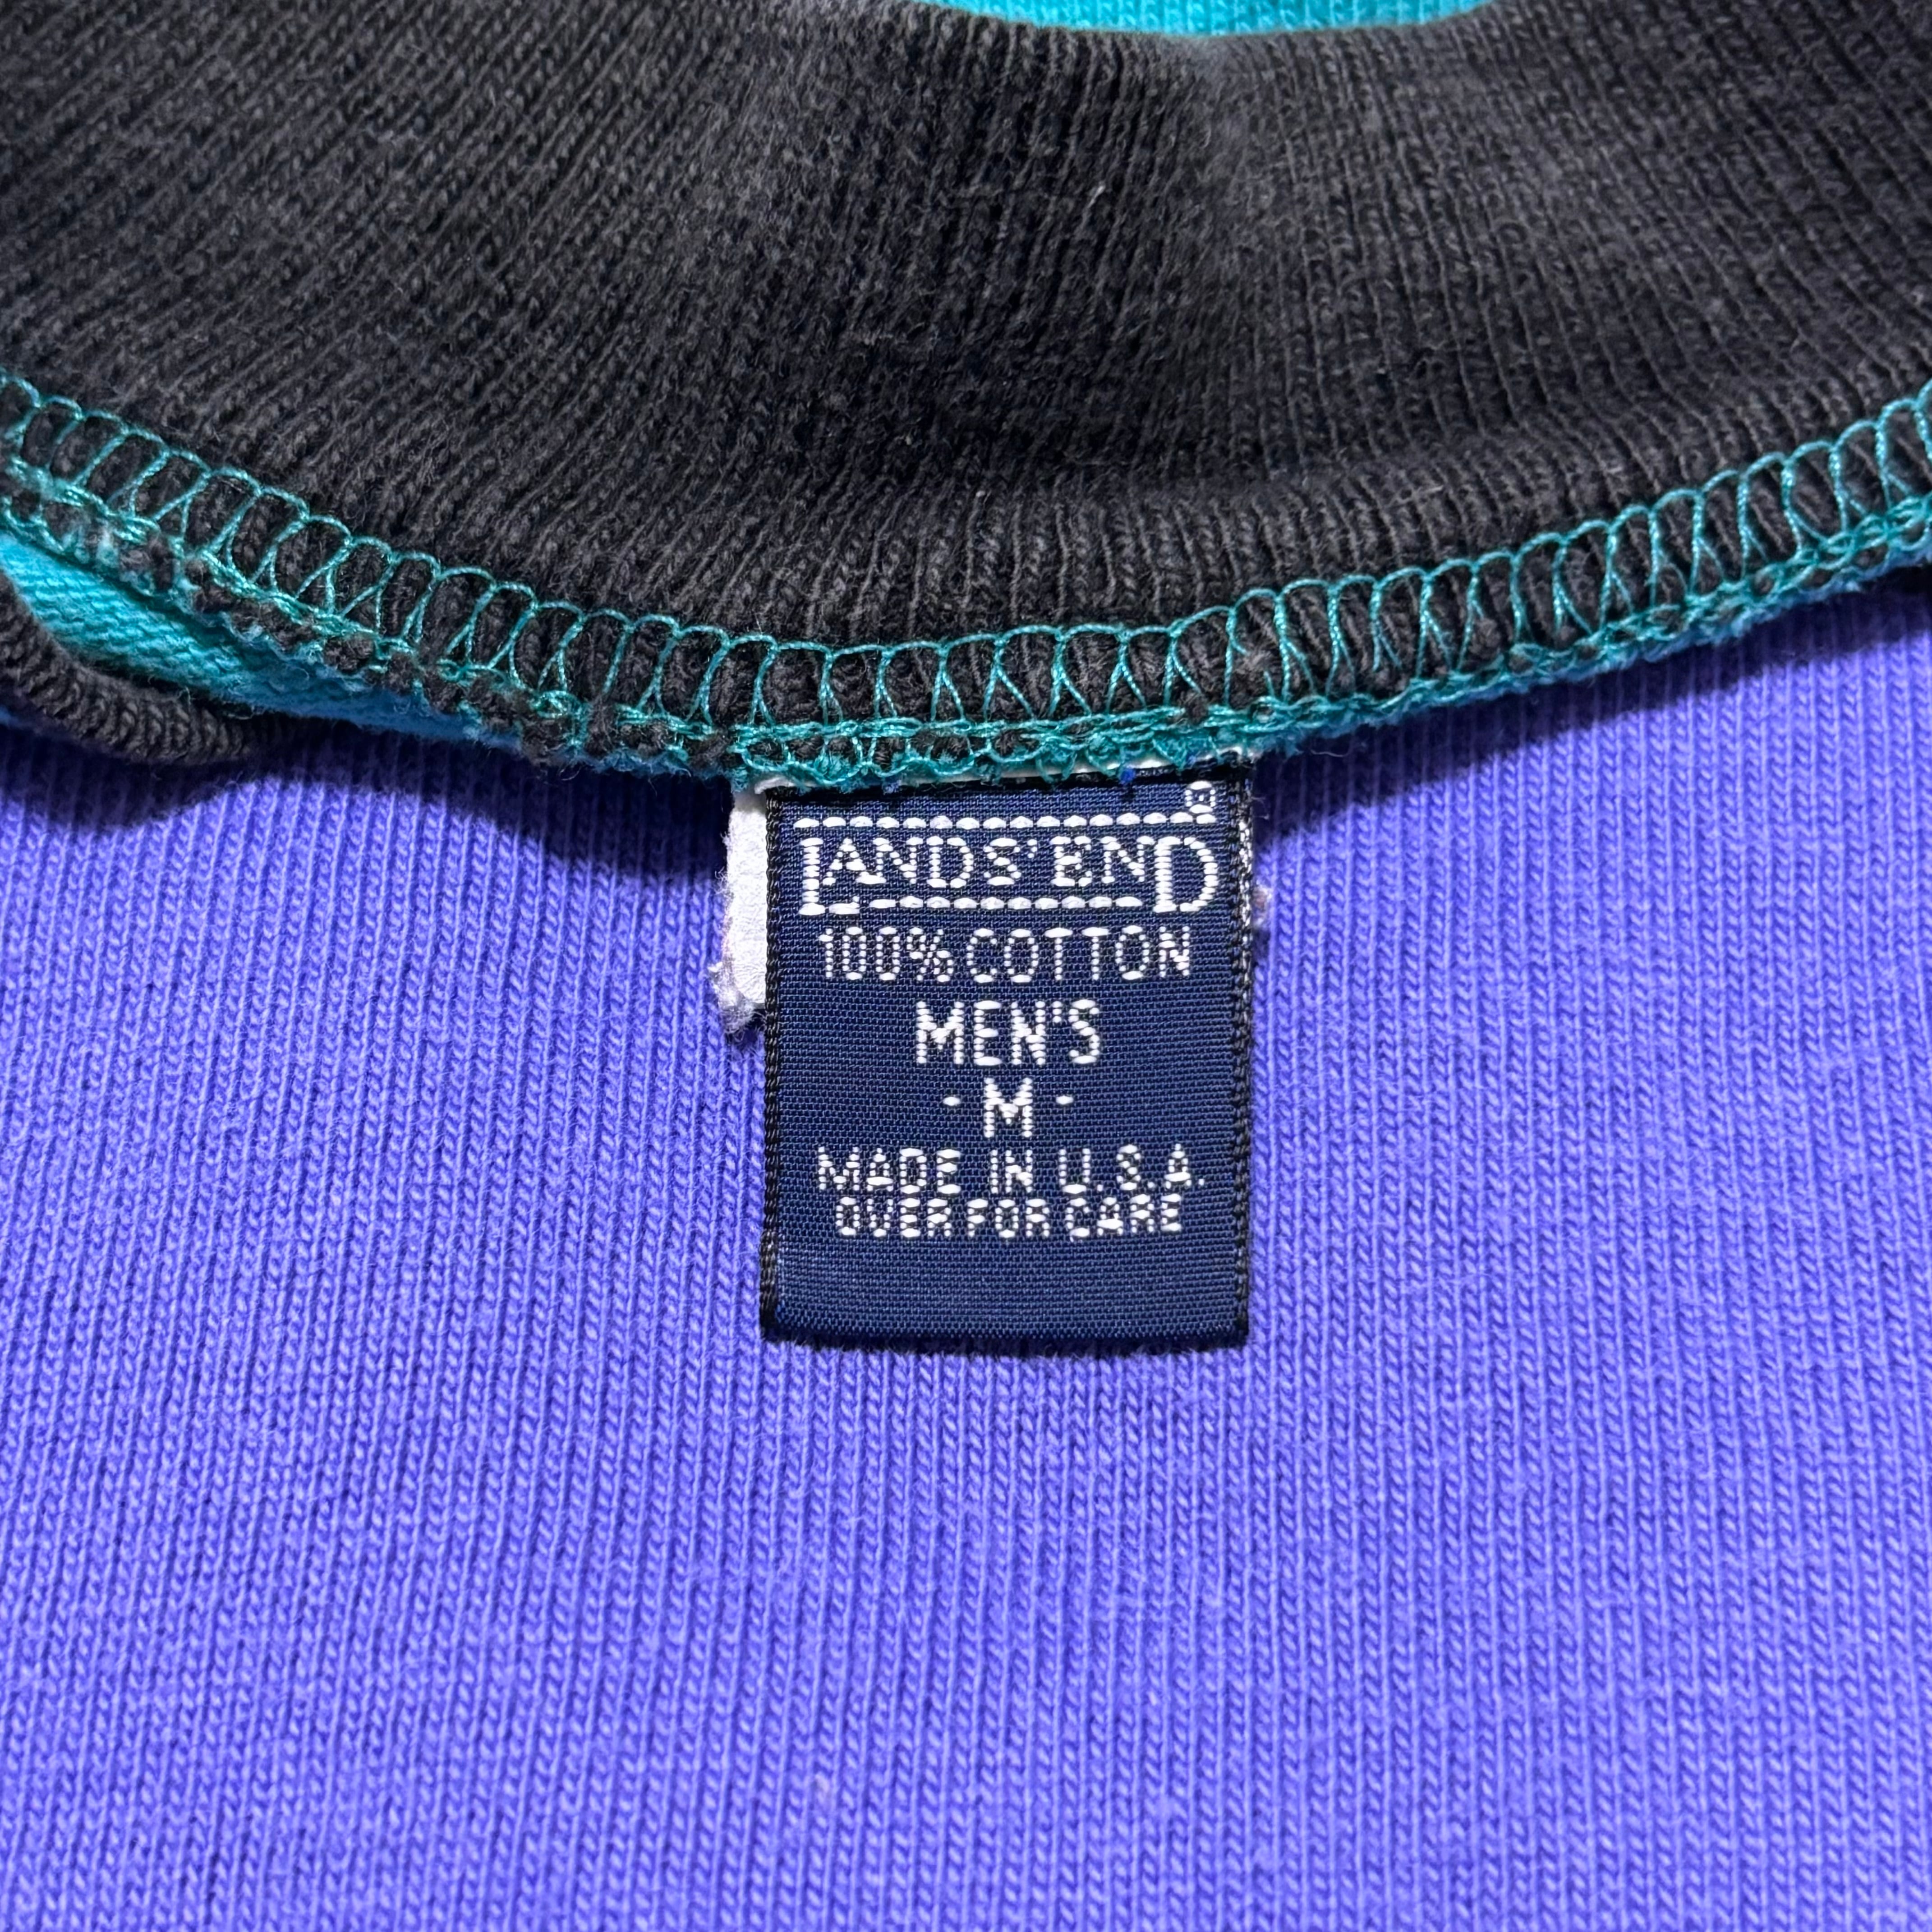 LANDS' END®
100% COTTON
MEN'S
- M -
MADE IN U.S.A.
OVER FOR CARE